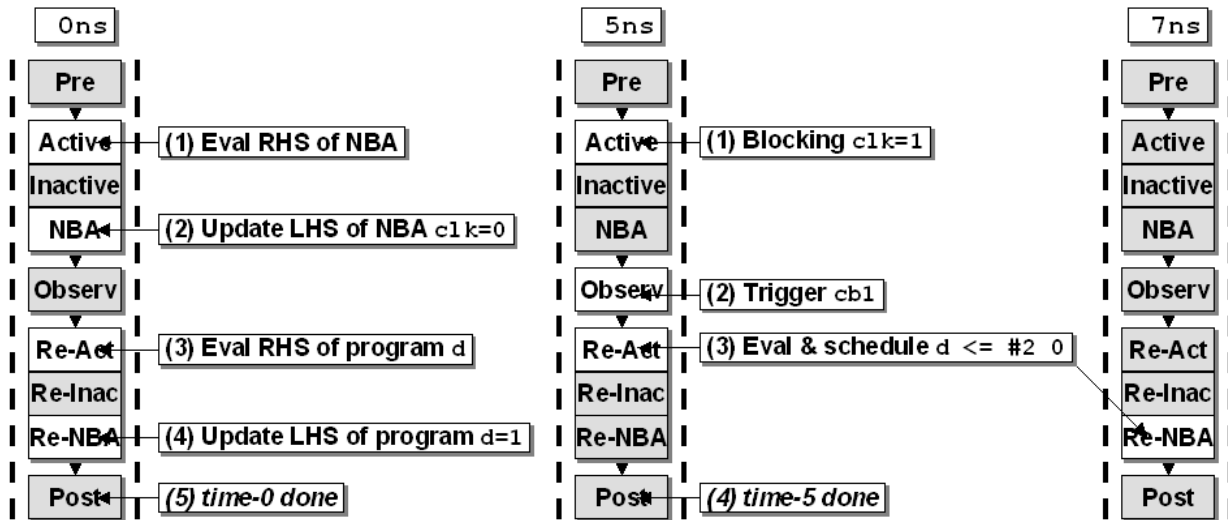 0ns
5ns
7ns
Pre
Pre
Pre
Active
(1) Eval RHS of NBA
Active
(1) Blocking clk=1
Active
Inactive
Inactive
Inactive
NBA
(2) Update LHS of NBA clk=0
NBA
NBA
Observ
Observ
(2) Trigger cb1
Observ
Re-Act
(3) Eval RHS of program d
Re-Act
(3) Eval & schedule d <= #2 0
Re-Act
Re-Inac
Re-Inac
Re-Inac
Re-NBA
(4) Update LHS of program d=1
Re-NBA
Re-NBA
Post
(5) time-0 done
Post
(4) time-5 done
Post